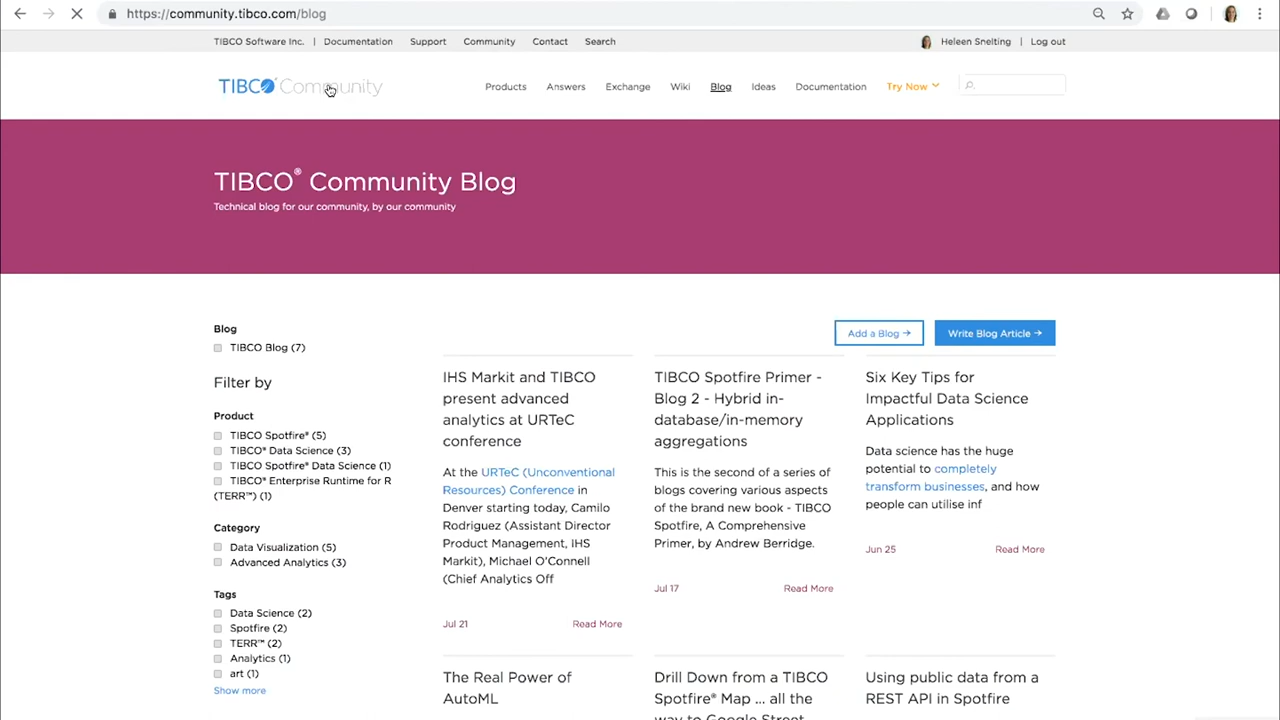 https://community.tibco.com/blog
TIBCO Software Inc. | Documentation Support Community Contact Search
Heleen Snelting | Log out
TIBCO Community
Products Answers Exchange Wiki Blog Ideas Documentation Try Now
TIBCO® Community Blog
Technical blog for our community, by our community
Add a Blog → Write Blog Article →
Blog
TIBCO Blog (7)
Filter by
Product
TIBCO Spotfire® (5)
TIBCO® Data Science (3)
TIBCO Spotfire® Data Science (1)
TIBCO® Enterprise Runtime for R
(TERR™) (1)
Category
Data Visualization (5)
Advanced Analytics (3)
Tags
Data Science (2)
Spotfire (2)
TERR™ (2)
Analytics (1)
art (1)
Show more
IHS Markit and TIBCO
present advanced
analytics at URTeC
conference
At the URTeC (Unconventional
Resources) Conference in
Denver starting today, Camilo
Rodriguez (Assistant Director
Product Management, IHS
Markit), Michael O'Connell
(Chief Analytics Off
Jul 21 Read More
TIBCO Spotfire Primer -
Blog 2 - Hybrid in-
database/in-memory
aggregations
This is the second of a series of
blogs covering various aspects
of the brand new book - TIBCO
Spotfire, A Comprehensive
Primer, by Andrew Berridge.
Jul 17 Read More
Six Key Tips for
Impactful Data Science
Applications
Data science has the huge
potential to completely
transform businesses, and how
people can utilise inf
Jun 25 Read More
The Real Power of
AutoML
Drill Down from a TIBCO
Spotfire® Map ... all the
way to Google Street
Using public data from a
REST API in Spotfire